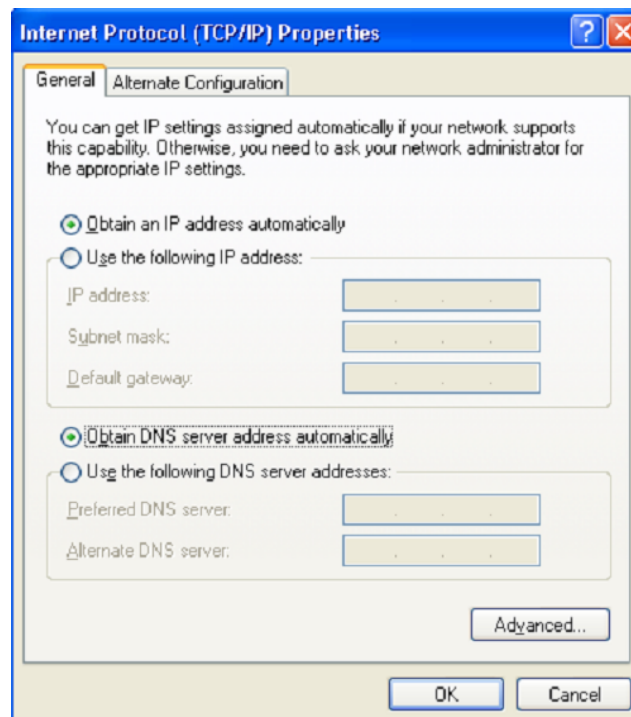 Internet Protocol (TCP/IP) Properties
General
Alternate Configuration
You can get IP settings assigned automatically if your network supports
this capability. Otherwise, you need to ask your network administrator for
the appropriate IP settings.
Obtain an IP address automatically
Use the following IP address:
IP address:
Subnet mask:
Default gateway:
Obtain DNS server address automatically
Use the following DNS server addresses:
Preferred DNS server:
Alternate DNS server:
Advanced...
OK
Cancel